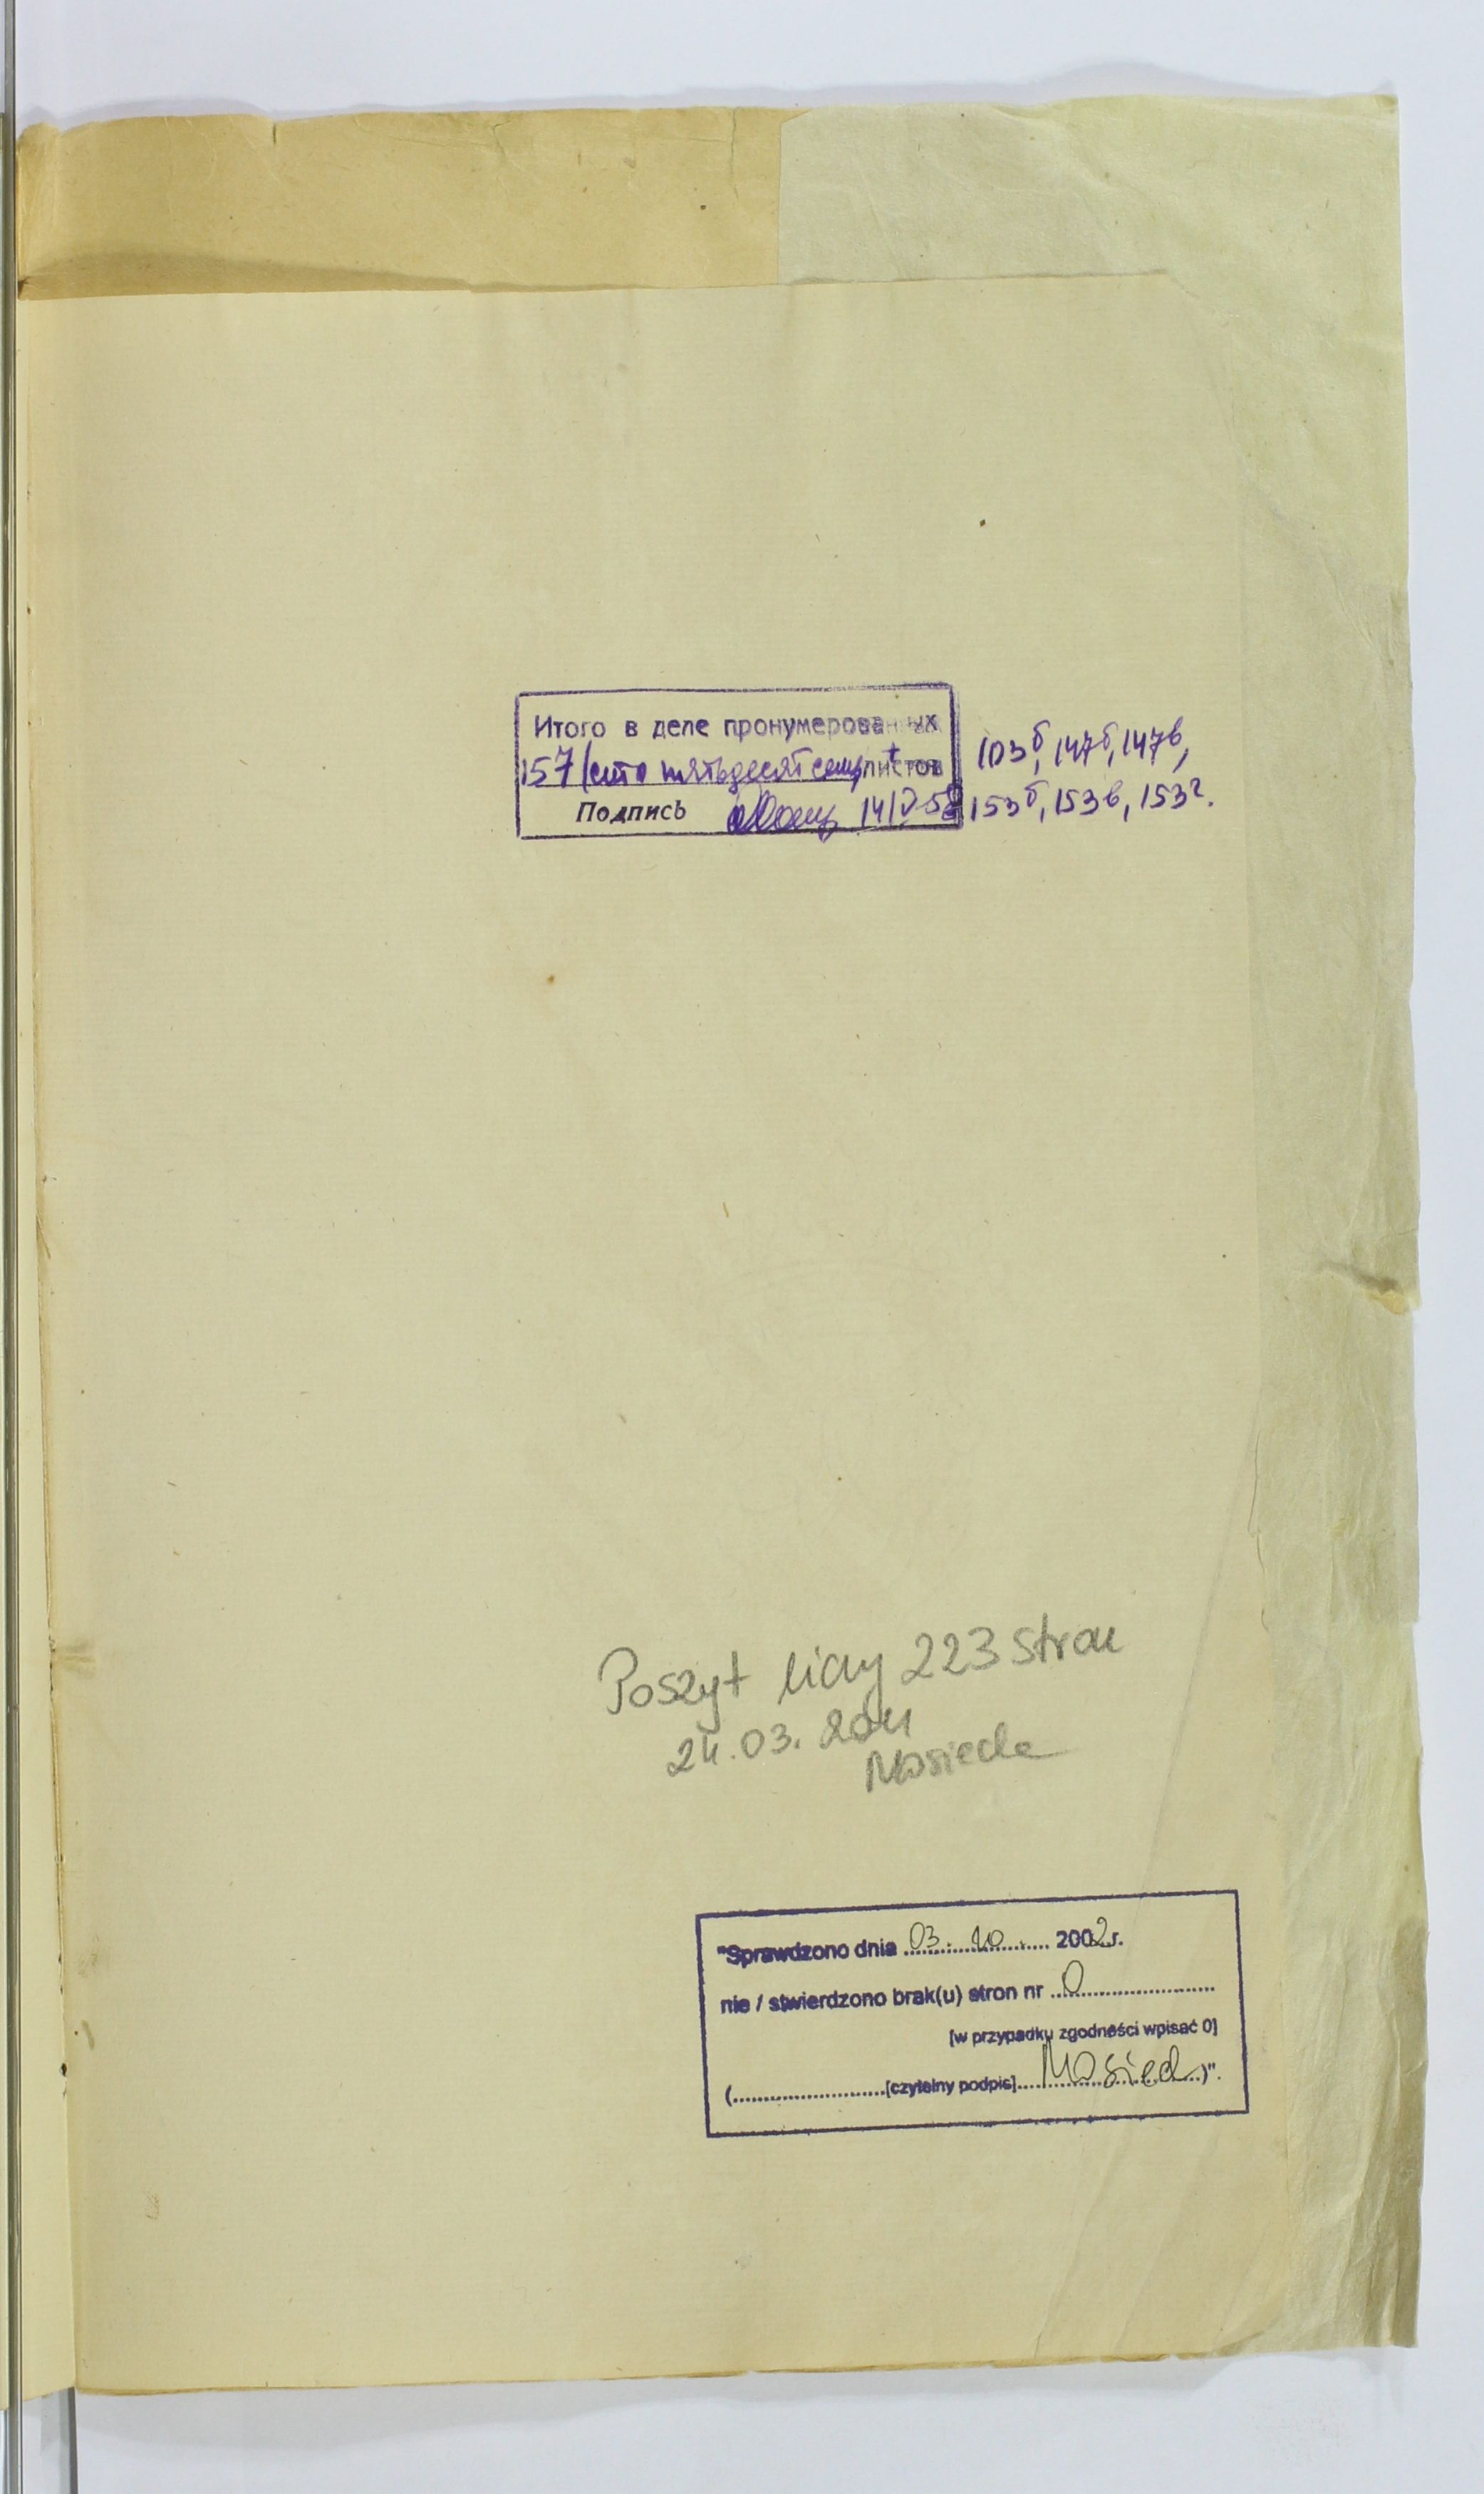 Итого в деле пронумерованных
157 (сто пятьдесят семь) листов 103б, 147б, 147в,
Подпись 14/V-58 153б, 153в, 153г.
Poszyt liczy 223 stron
24.03.2011
"Sprawdzono dnia 03.10. 2002 r.
nie / stwierdzono brak(u) stron nr 0
[w przypadku zgodności wpisać 0]
( [czytelny podpis] )".